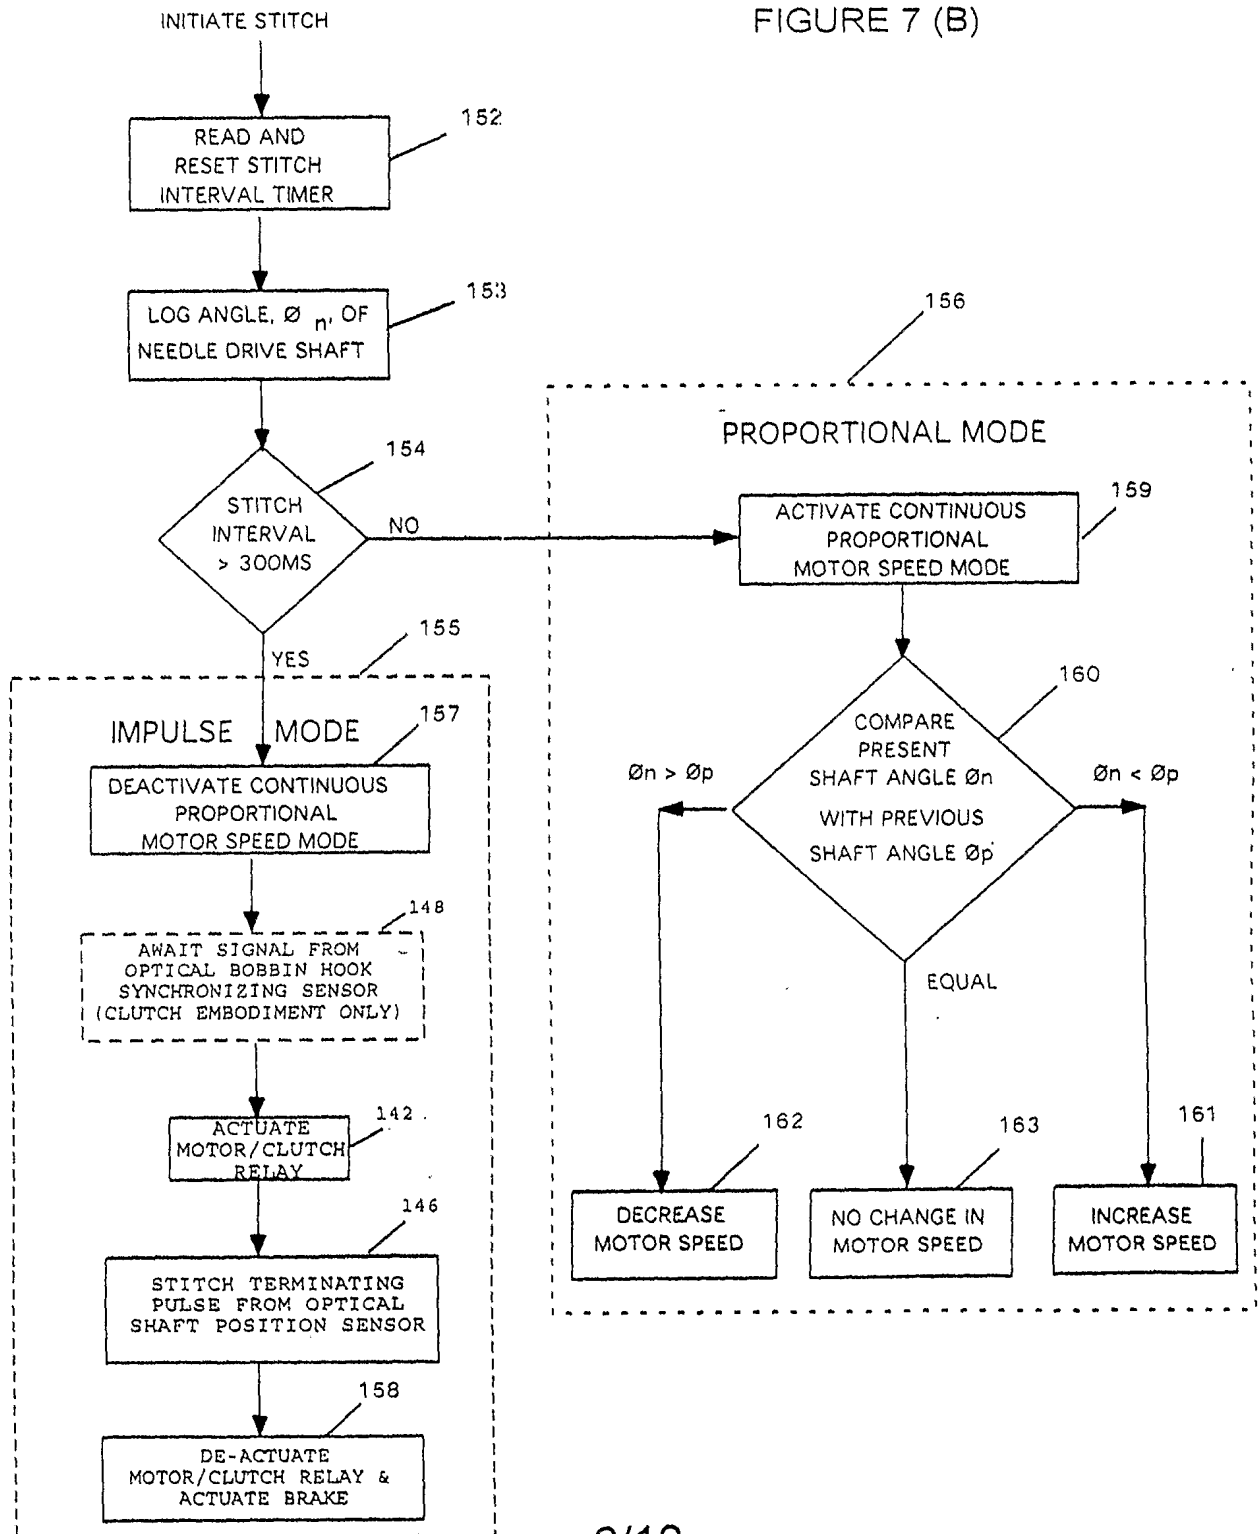 INITIATE STITCH
FIGURE 7 (B)
152
READ AND
RESET STITCH
INTERVAL TIMER
153
LOG ANGLE, Ø n, OF
NEEDLE DRIVE SHAFT
154
STITCH
INTERVAL
> 300MS
NO
YES
155
IMPULSE MODE
157
DEACTIVATE CONTINUOUS
PROPORTIONAL
MOTOR SPEED MODE
148
AWAIT SIGNAL FROM
OPTICAL BOBBIN HOOK
SYNCHRONIZING SENSOR
(CLUTCH EMBODIMENT ONLY)
142
ACTUATE
MOTOR/CLUTCH
RELAY
146
STITCH TERMINATING
PULSE FROM OPTICAL
SHAFT POSITION SENSOR
158
DE-ACTUATE
MOTOR/CLUTCH RELAY &
ACTUATE BRAKE
156
PROPORTIONAL MODE
159
ACTIVATE CONTINUOUS
PROPORTIONAL
MOTOR SPEED MODE
160
COMPARE
PRESENT
SHAFT ANGLE Øn
WITH PREVIOUS
SHAFT ANGLE Øp
Øn > Øp
Øn < Øp
EQUAL
162
DECREASE
MOTOR SPEED
163
NO CHANGE IN
MOTOR SPEED
161
INCREASE
MOTOR SPEED